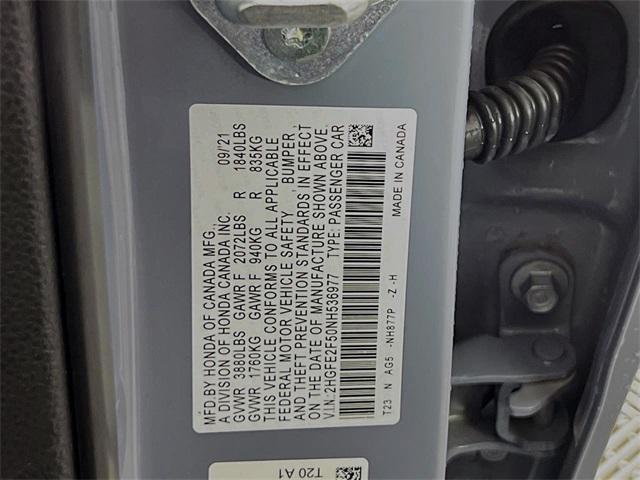 MFD.BY HONDA OF CANADA MFG., 09/21
A DIVISION OF HONDA CANADA INC.
GVWR 3880LBS GAWR F 2072LBS R 1840LBS
GVWR 1760KG GAWR F 940KG R 835KG
THIS VEHICLE CONFORMS TO ALL APPLICABLE
FEDERAL MOTOR VEHICLE SAFETY, BUMPER,
AND THEFT PREVENTION STANDARDS IN EFFECT
ON THE DATE OF MANUFACTURE SHOWN ABOVE.
V.I.N.:2HGFE2F50NH536977 TYPE: PASSENGER CAR
T23 N AG5 -NH877P -Z -H MADE IN CANADA
T20 A1